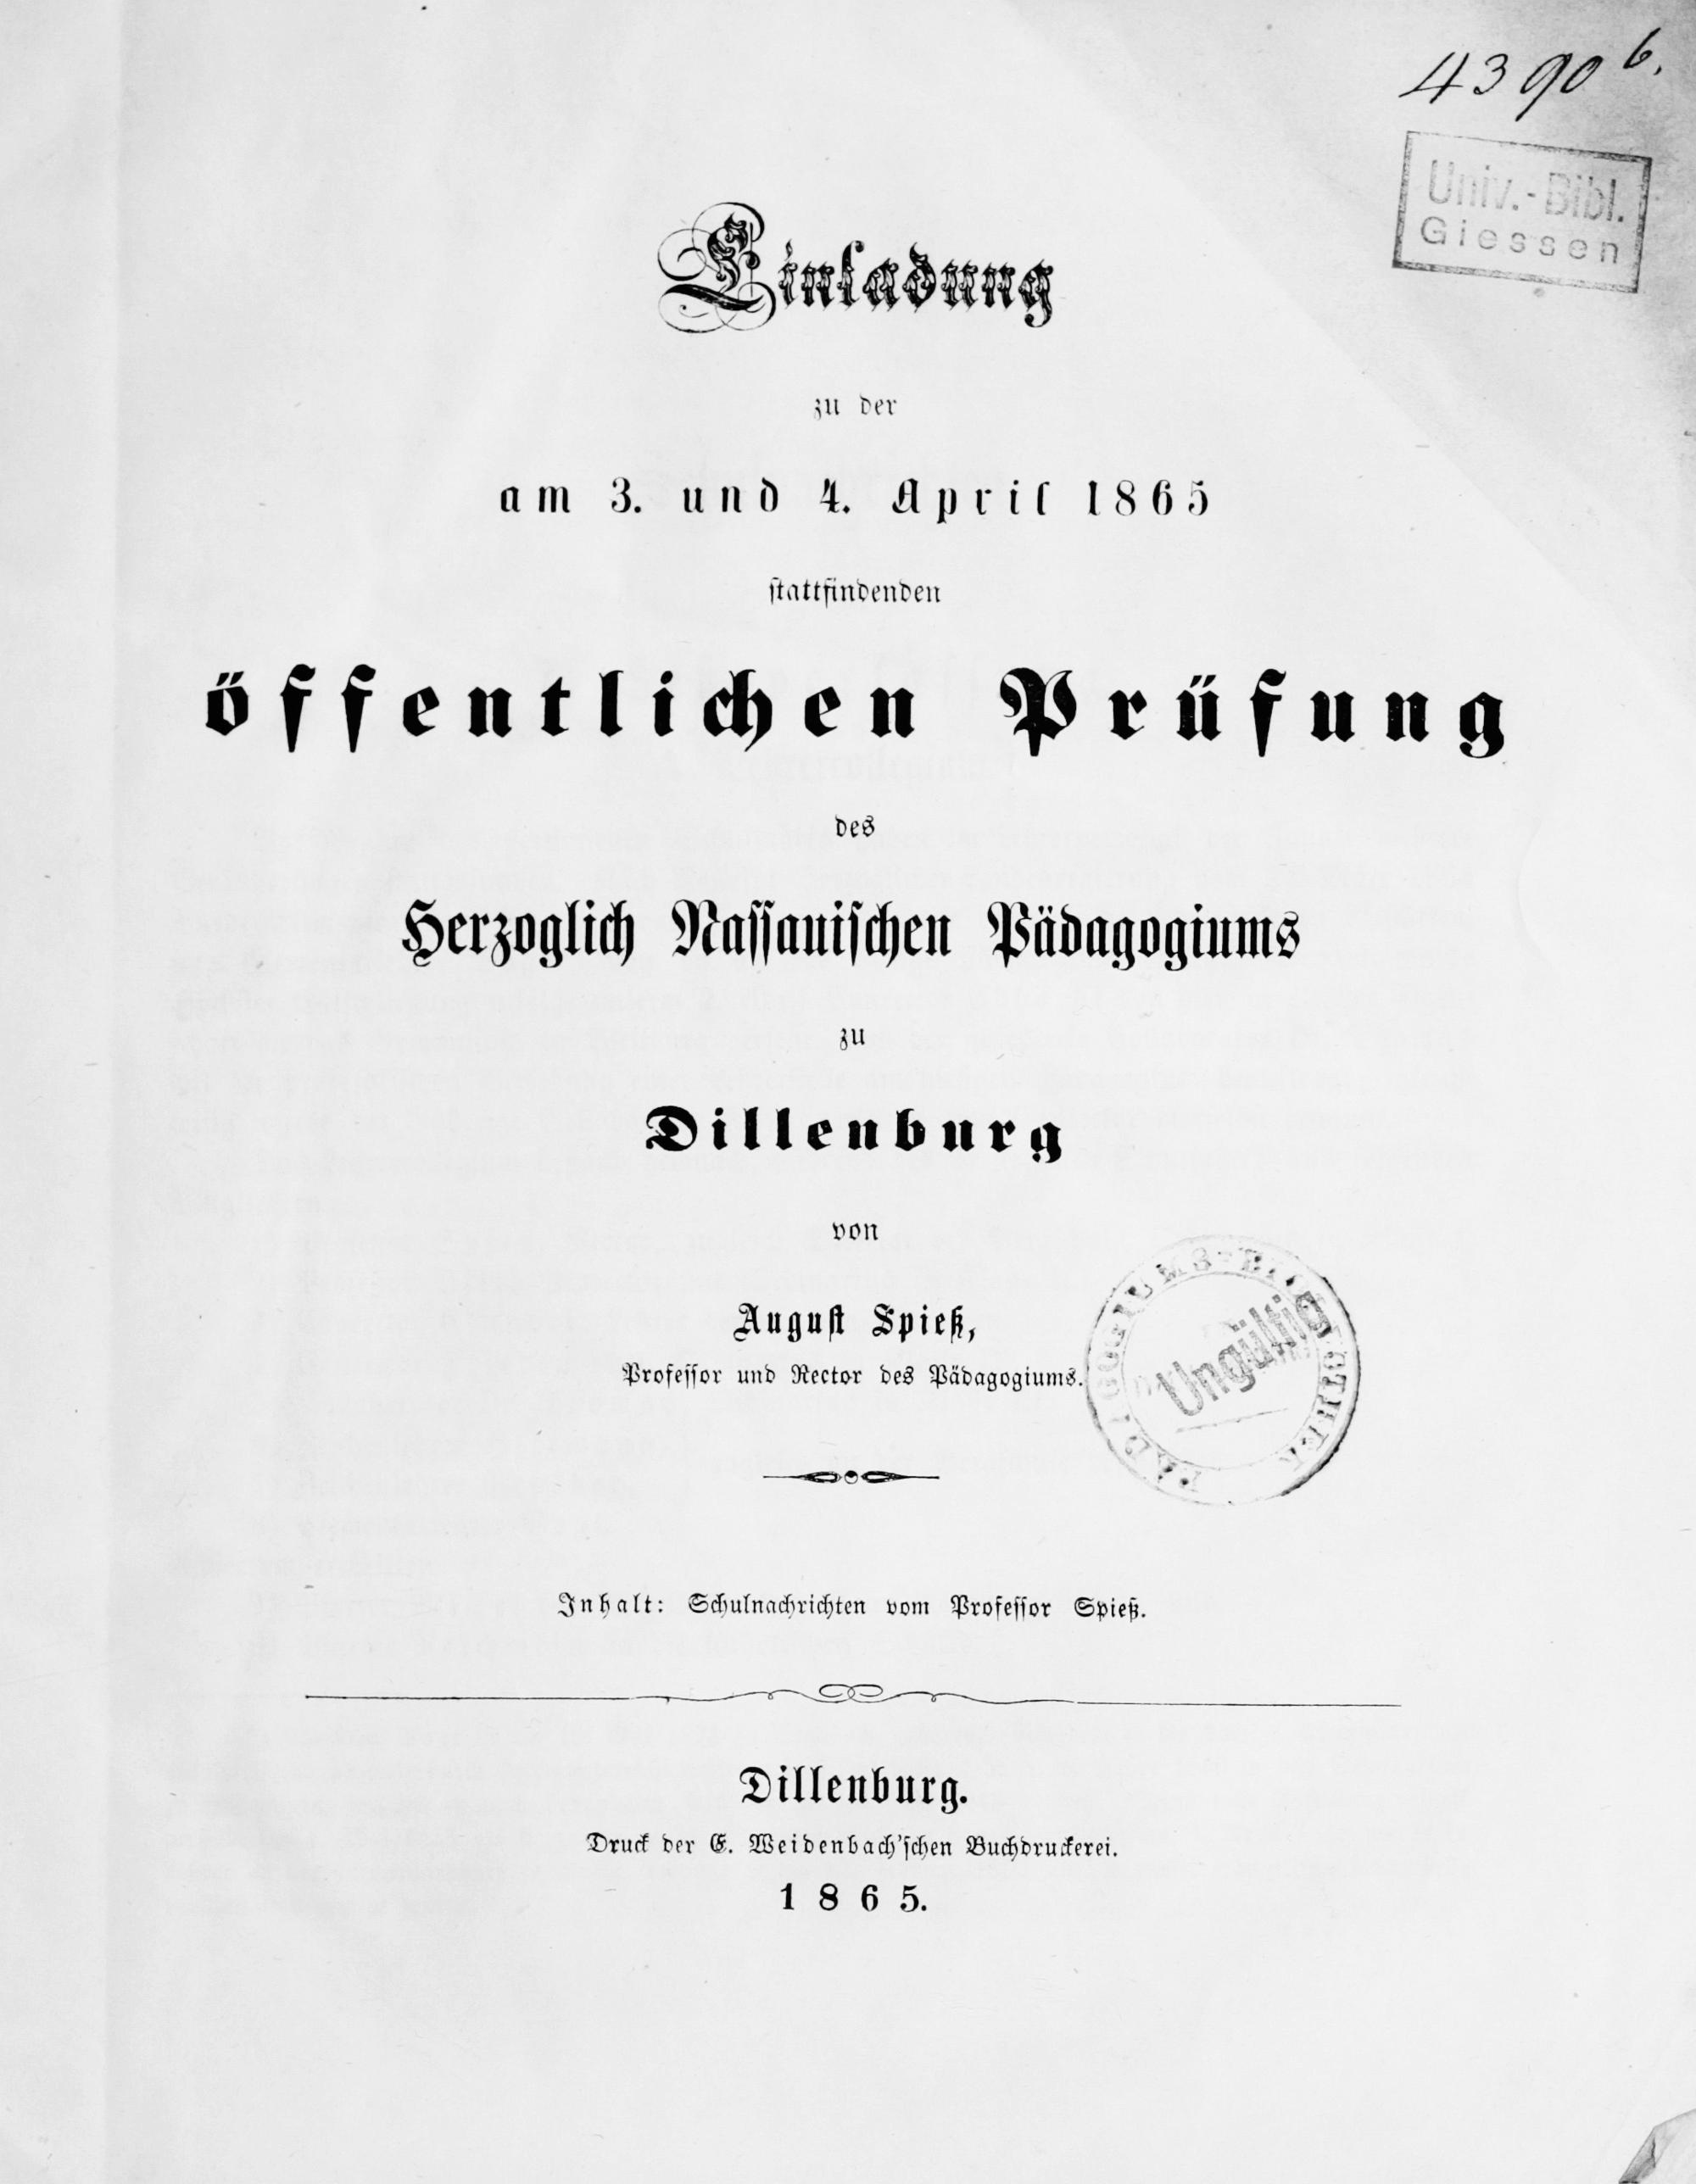 4390 6.
Univ.-Bibl.
Giessen
Einladung
zu der
am 3. und 4. April 1865
stattfindenden
öffentlichen Prüfung
des
Herzoglich Nassauischen Pädagogiums
zu
Dillenburg
von
August Spieß,
Professor und Rector des Pädagogiums.
Ungültig
Inhalt: Schulnachrichten vom Professor Spieß.
Dillenburg.
Druck der E. Weidenbach'schen Buchdruckerei.
1865.